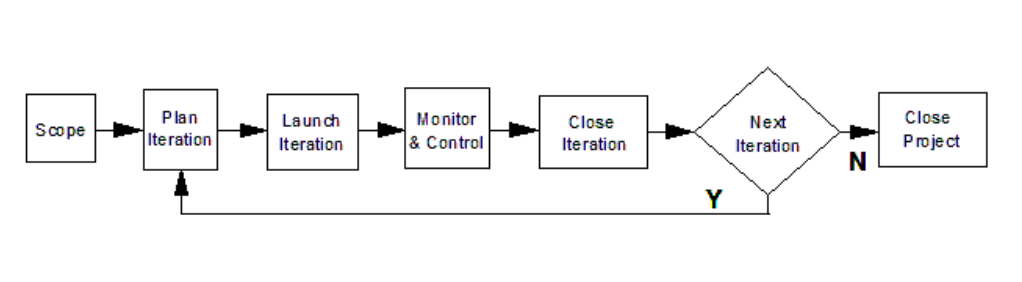 Scope
Plan
Iteration
Launch
Iteration
Monitor
& Control
Close
Iteration
Next
Iteration
Close
Project
N
Y